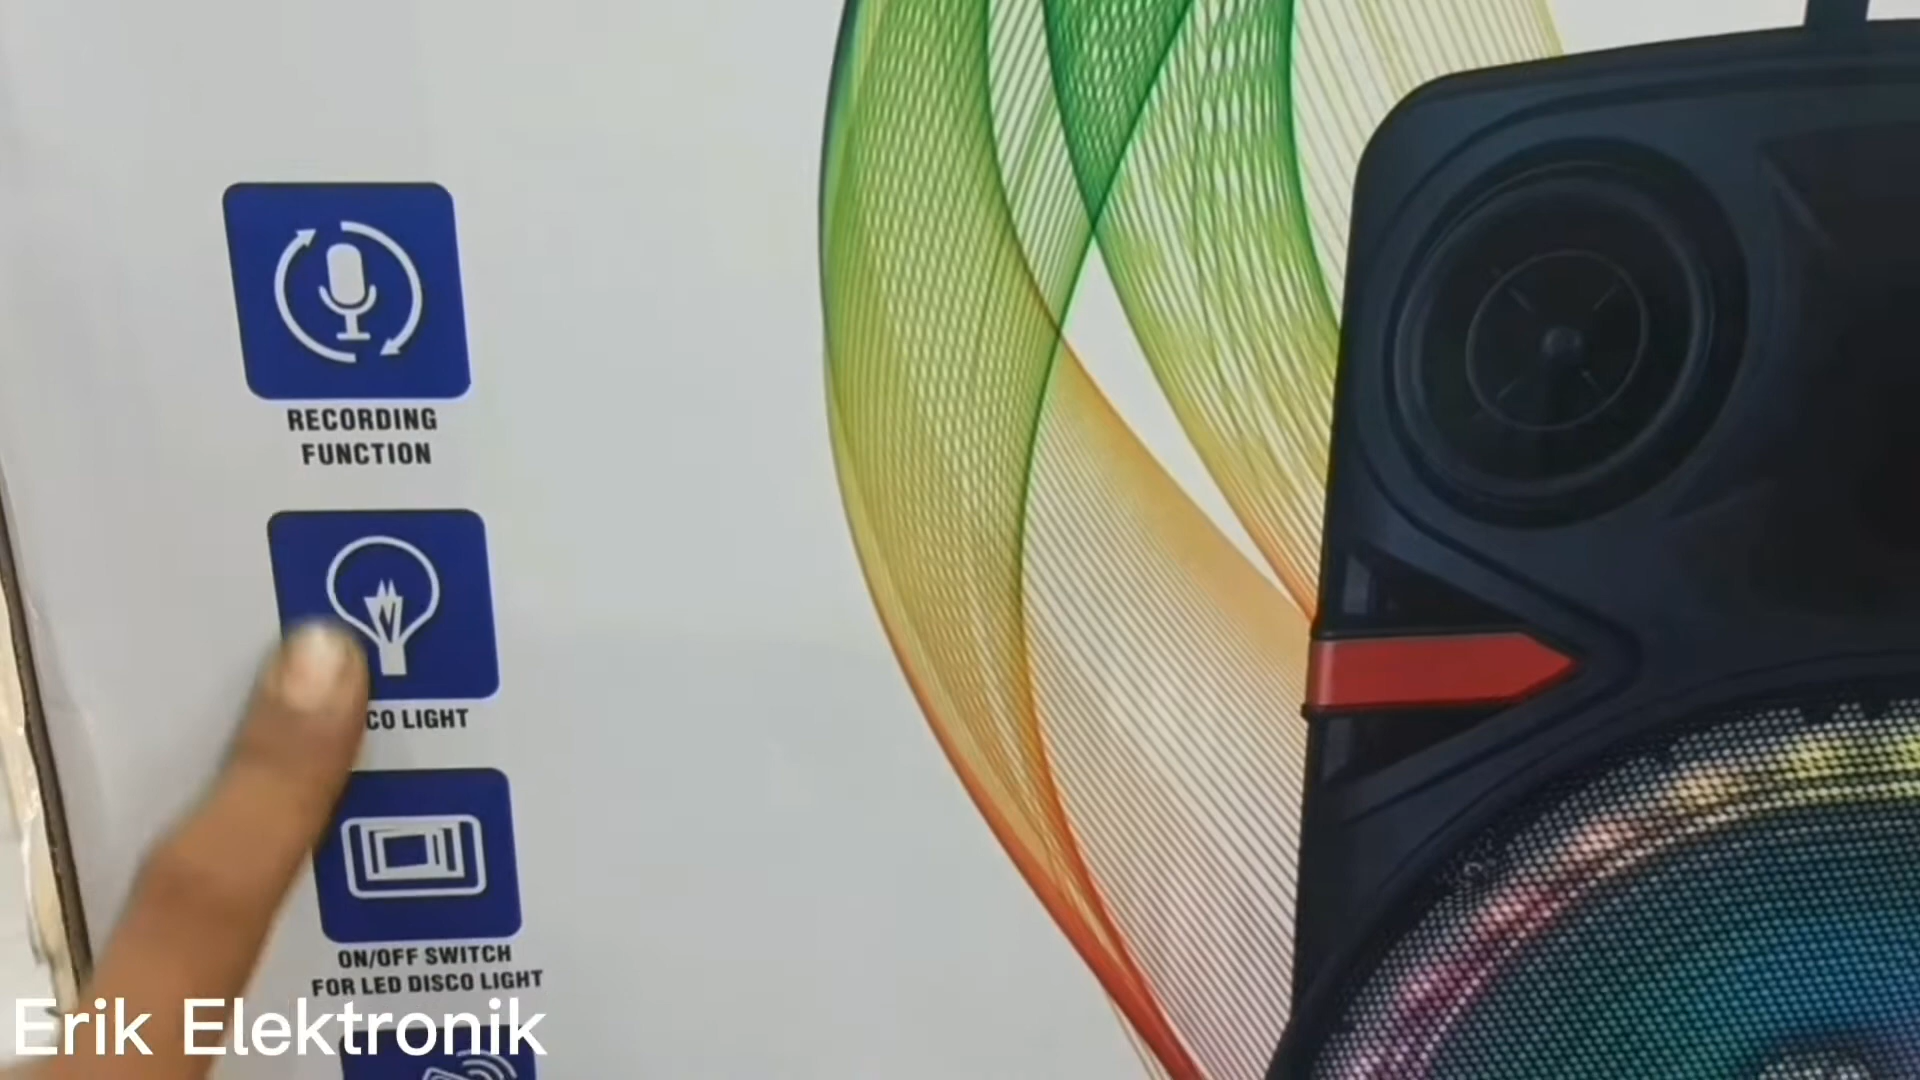 RECORDING
FUNCTION
CO LIGHT
ON/OFF SWITCH
FOR LED DISCO LIGHT
Erik Elektronik